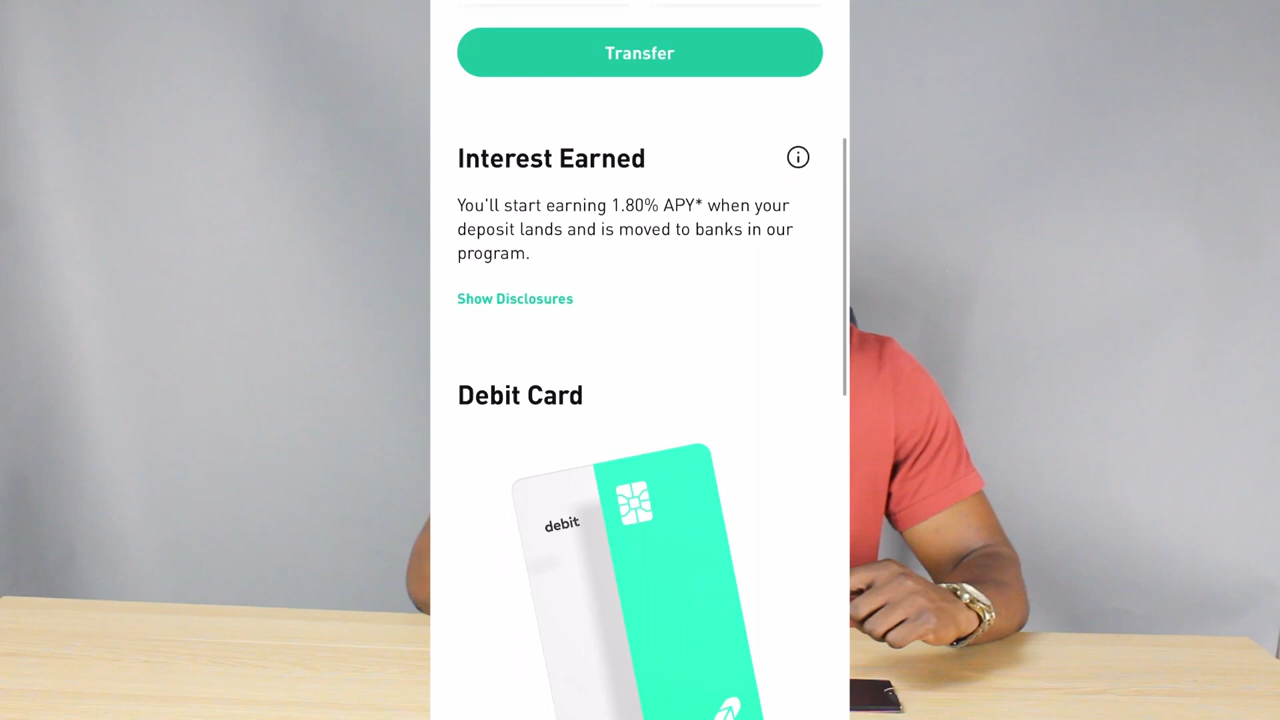 Transfer
Interest Earned
You'll start earning 1.80% APY* when your
deposit lands and is moved to banks in our
program.
Show Disclosures
Debit Card
debit